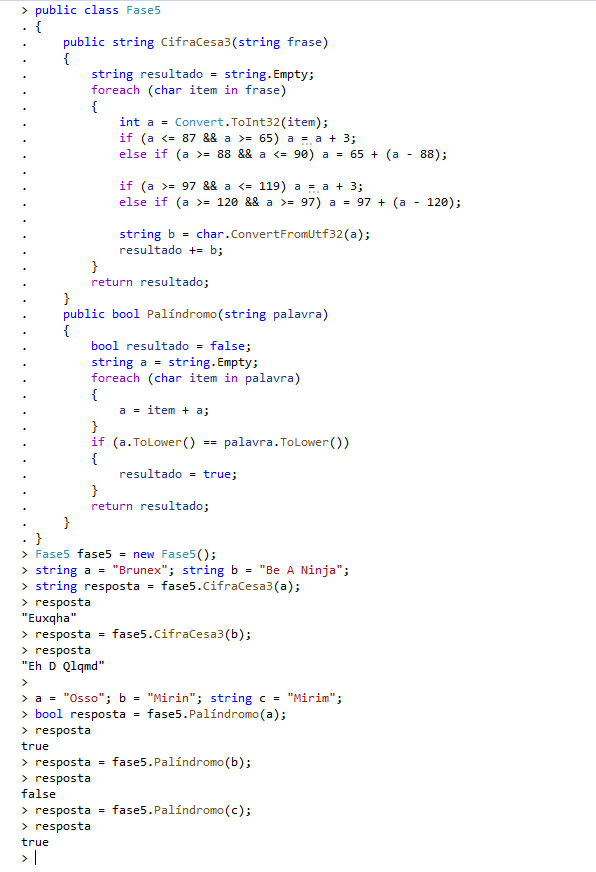 > public class Fase5
. {
.     public string CifraCesa3(string frase)
.     {
.         string resultado = string.Empty;
.         foreach (char item in frase)
.         {
.             int a = Convert.ToInt32(item);
.             if (a <= 87 && a >= 65) a = a + 3;
.             else if (a >= 88 && a <= 90) a = 65 + (a - 88);
.
.             if (a >= 97 && a <= 119) a = a + 3;
.             else if (a >= 120 && a >= 97) a = 97 + (a - 120);
.
.             string b = char.ConvertFromUtf32(a);
.             resultado += b;
.         }
.         return resultado;
.     }
.     public bool Palíndromo(string palavra)
.     {
.         bool resultado = false;
.         string a = string.Empty;
.         foreach (char item in palavra)
.         {
.             a = item + a;
.         }
.         if (a.ToLower() == palavra.ToLower())
.         {
.             resultado = true;
.         }
.         return resultado;
.     }
. }
> Fase5 fase5 = new Fase5();
> string a = "Brunex"; string b = "Be A Ninja";
> string resposta = fase5.CifraCesa3(a);
> resposta
"Euxqha"
> resposta = fase5.CifraCesa3(b);
> resposta
"Eh D Qlqmd"
>
> a = "Osso"; b = "Mirin"; string c = "Mirim";
> bool resposta = fase5.Palíndromo(a);
> resposta
true
> resposta = fase5.Palíndromo(b);
> resposta
false
> resposta = fase5.Palíndromo(c);
> resposta
true
>